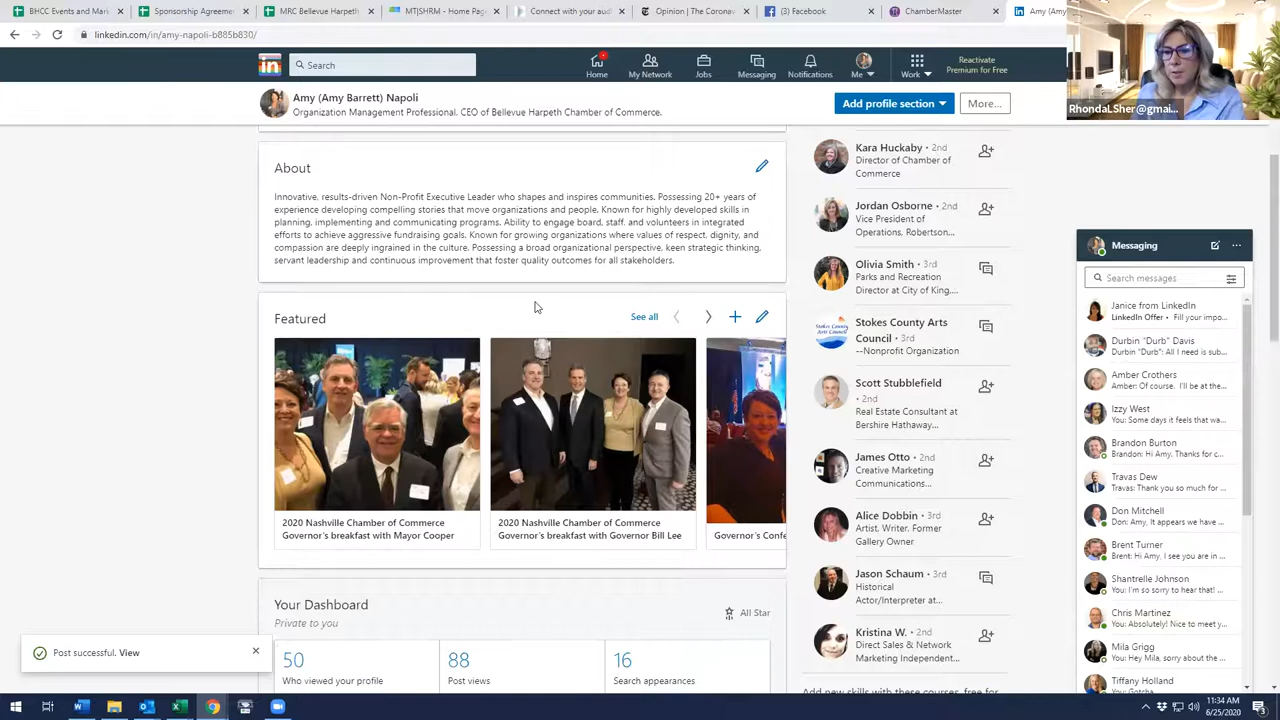 BHCC Events and Mar
Sponsorship Agreeme
MRC Bellevue Harpeth
MT|SHRM - Home Page
Connect with your aud
Opinion | The Coronav
(3) Facebook
ChamberMaster
Amy (Amy
linkedin.com/in/amy-napoli-b885b830/
in
Search
Home
My Network
Jobs
Messaging
Notifications
Me
Work
Reactivate
Premium for Free
Amy (Amy Barrett) Napoli
Organization Management Professional. CEO of Bellevue Harpeth Chamber of Commerce.
Add profile section
More...
RhondaLSher@gmai...
About
Innovative, results-driven Non-Profit Executive Leader who shapes and inspires communities. Possessing 20+ years of
experience developing compelling stories that move organizations and people. Known for highly developed skills in
planning, implementing and communicating programs. Ability to engage board, staff, and volunteers in integrated
efforts to achieve aggressive fundraising goals. Known for growing organizations where values of respect, dignity, and
compassion are deeply ingrained in the culture. Possessing a broad organizational perspective, keen strategic thinking,
servant leadership and continuous improvement that foster quality outcomes for all stakeholders.
Featured
See all
2020 Nashville Chamber of Commerce
Governor's breakfast with Mayor Cooper
2020 Nashville Chamber of Commerce
Governor's breakfast with Governor Bill Lee
Governor's Confe
Your Dashboard
Private to you
All Star
50
Who viewed your profile
88
Post views
16
Search appearances
Post successful. View
Kara Huckaby • 2nd
Director of Chamber of
Commerce
Jordan Osborne • 2nd
Vice President of
Operations, Robertson...
Olivia Smith • 3rd
Parks and Recreation
Director at City of King,...
Stokes County Arts
Council • 3rd
--Nonprofit Organization
Scott Stubblefield
• 2nd
Real Estate Consultant at
Bershire Hathaway...
James Otto • 2nd
Creative Marketing
Communications...
Alice Dobbin • 3rd
Artist. Writer. Former
Gallery Owner
Jason Schaum • 3rd
Historical
Actor/Interpreter at...
Kristina W. • 2nd
Direct Sales & Network
Marketing Independent...
Add new skills with these courses, free for
Messaging
Search messages
Janice from LinkedIn
LinkedIn Offer • Fill your impo...
Durbin "Durb" Davis
Durbin "Durb": All I need is sub...
Amber Crothers
Amber: Of course. I'll be at the...
Izzy West
You: Some days it feels that wa...
Brandon Burton
Brandon: Hi Amy. Thanks for c...
Travas Dew
Travas: Thank you so much for ...
Don Mitchell
Don: Amy, It appears we have ...
Brent Turner
Brent: Hi Amy, I see you are in ...
Shantrelle Johnson
You: I'm so sorry to hear that! ...
Chris Martinez
You: Absolutely! Nice to meet y...
Mila Grigg
You: Hey Mila, sorry about the ...
Tiffany Holland
You: Gotcha
11:34 AM
6/25/2020
3